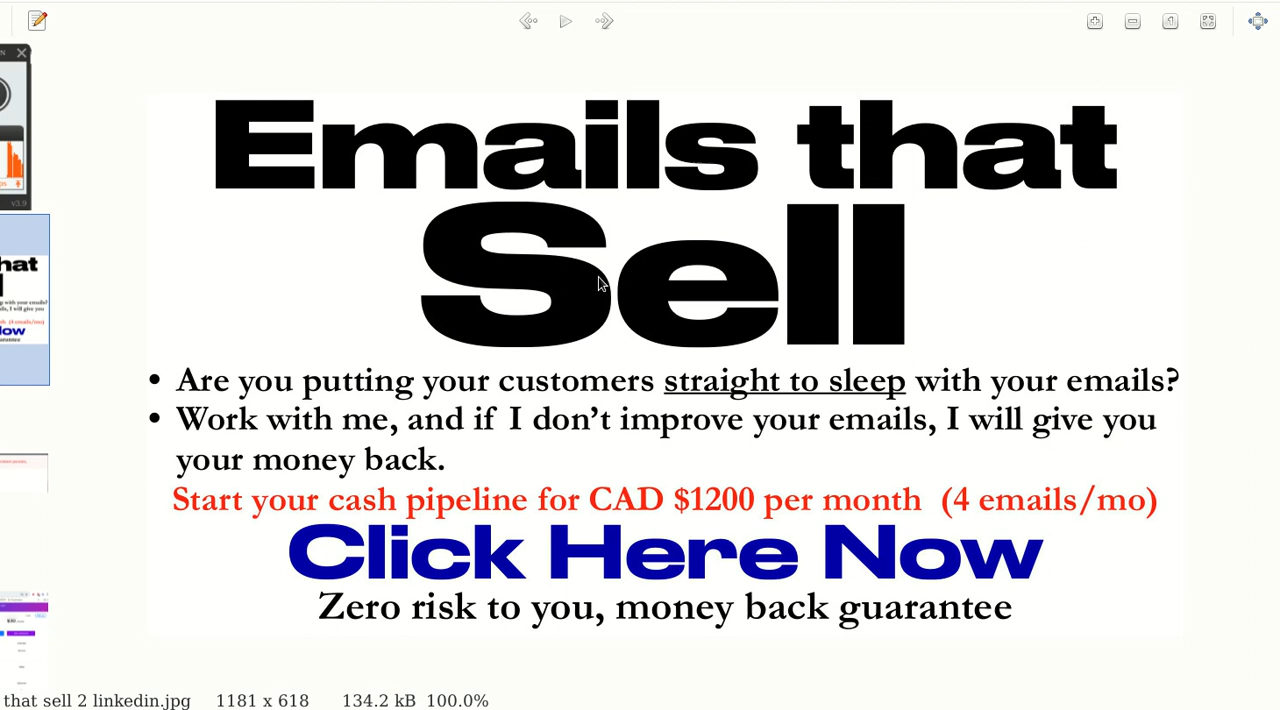 Emails that
Sell
• Are you putting your customers straight to sleep with your emails?
• Work with me, and if I don't improve your emails, I will give you
your money back.
Start your cash pipeline for CAD $1200 per month (4 emails/mo)
Click Here Now
Zero risk to you, money back guarantee
v3.9
that sell 2 linkedin.jpg 1181 x 618 134.2 kB 100.0%